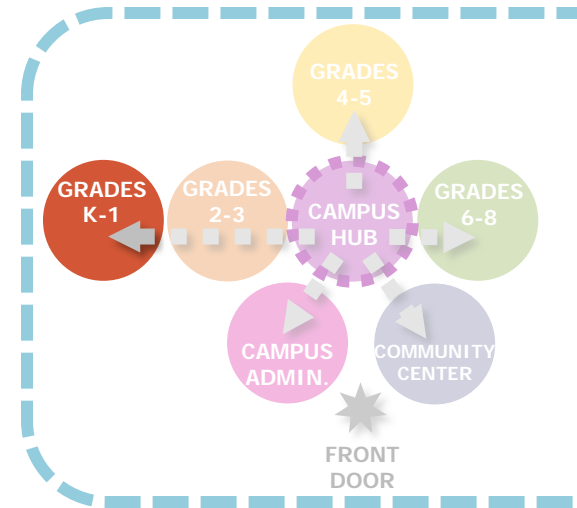 GRADES
4-5
GRADES
K-1
GRADES
2-3
CAMPUS
HUB
GRADES
6-8
CAMPUS
ADMIN.
COMMUNITY
CENTER
FRONT
DOOR